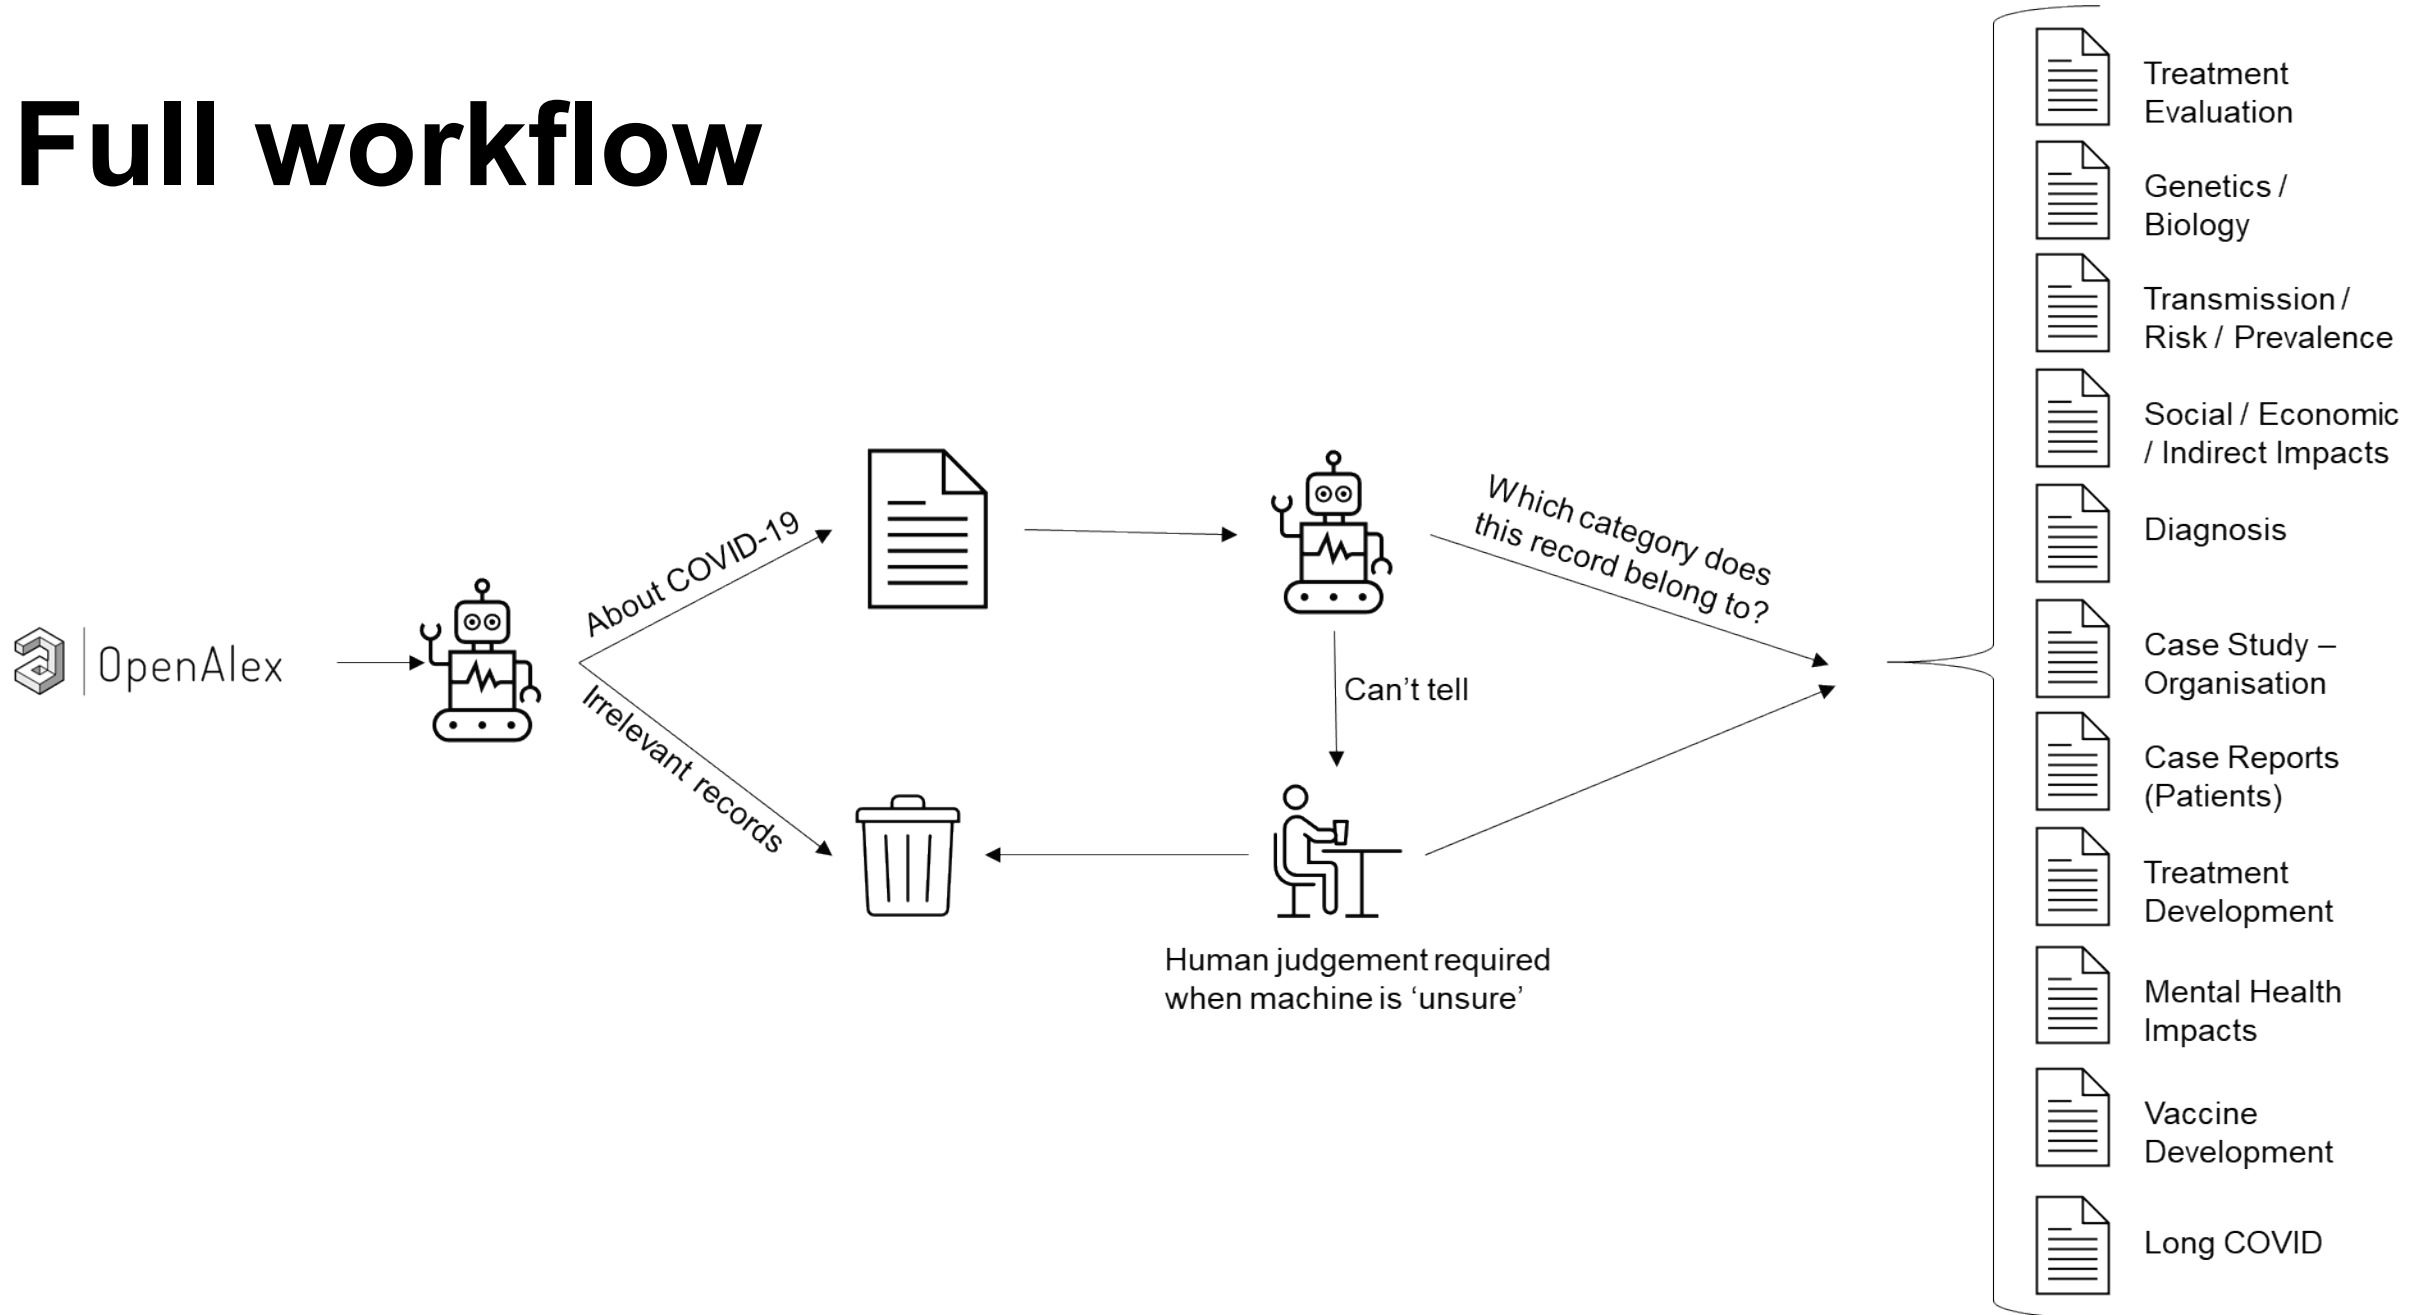 Full workflow
OpenAlex
About COVID-19
Irrelevant records
Which category does
this record belong to?
Can't tell
Human judgement required
when machine is ‘unsure’
Treatment
Evaluation
Genetics /
Biology
Transmission /
Risk / Prevalence
Social / Economic
/ Indirect Impacts
Diagnosis
Case Study –
Organisation
Case Reports
(Patients)
Treatment
Development
Mental Health
Impacts
Vaccine
Development
Long COVID